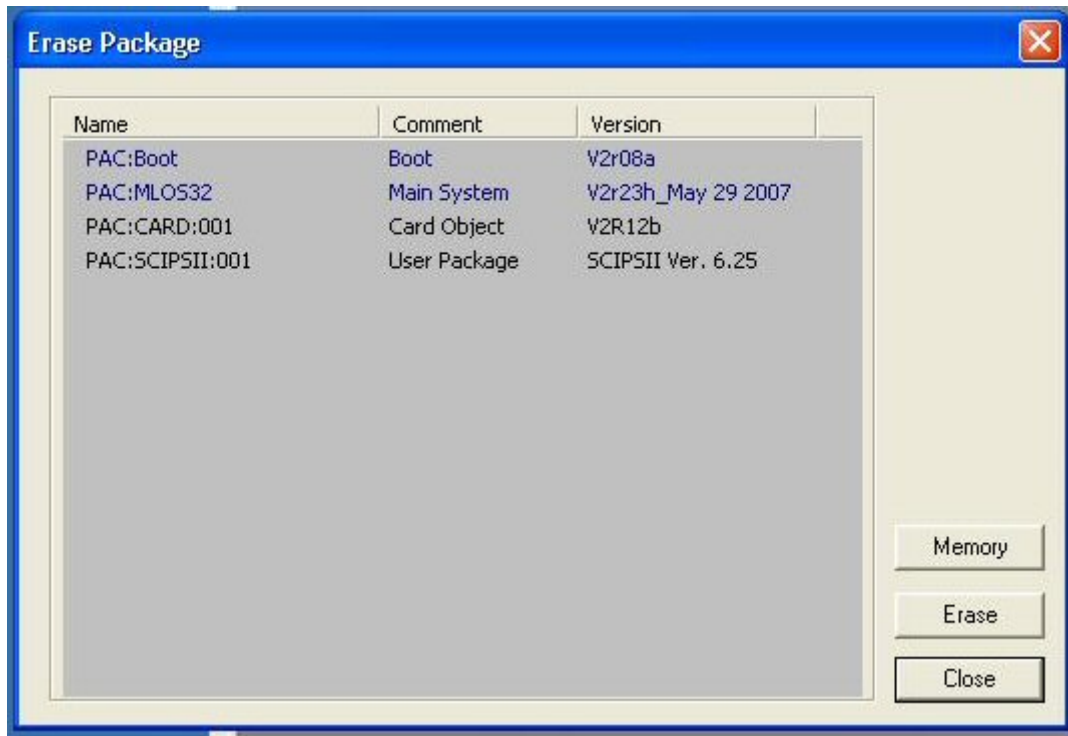 Erase Package
Name Comment Version
PAC:Boot Boot V2r08a
PAC:MLOS32 Main System V2r23h_May 29 2007
PAC:CARD:001 Card Object V2R12b
PAC:SCIPSII:001 User Package SCIPSII Ver. 6.25
Memory
Erase
Close